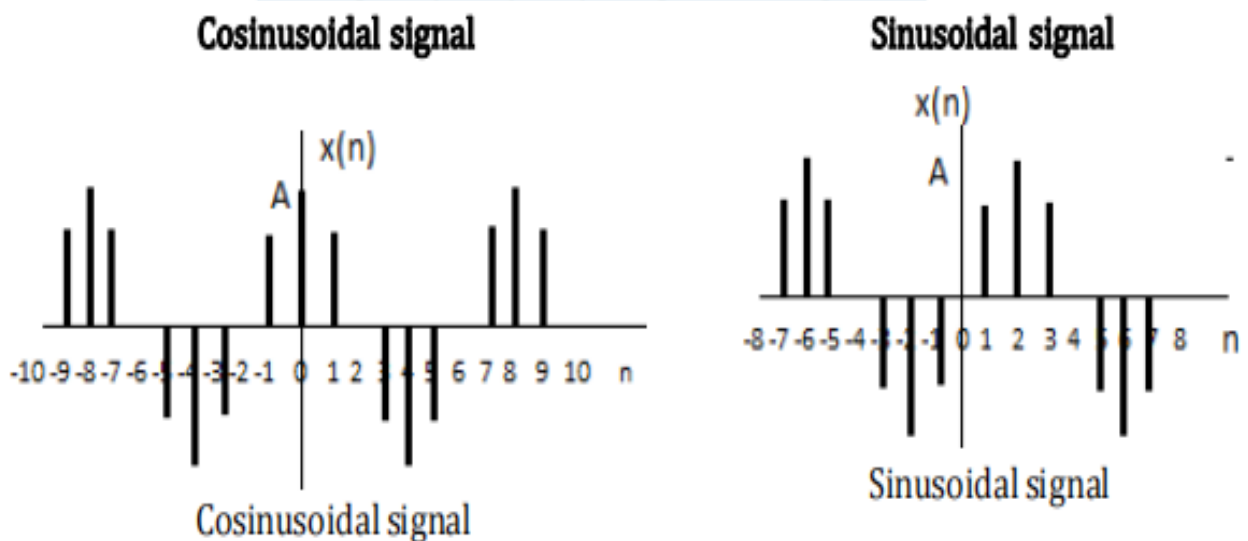 Cosinusoidal signal
x(n)
A
-10 -9 -8 -7 -6 -5 -4 -3 -2 -1 0 1 2 3 4 5 6 7 8 9 10 n
Cosinusoidal signal
Sinusoidal signal
x(n)
A
-
-8 -7 -6 -5 -4 -3 -2 -1 0 1 2 3 4 5 6 7 8 n
Sinusoidal signal